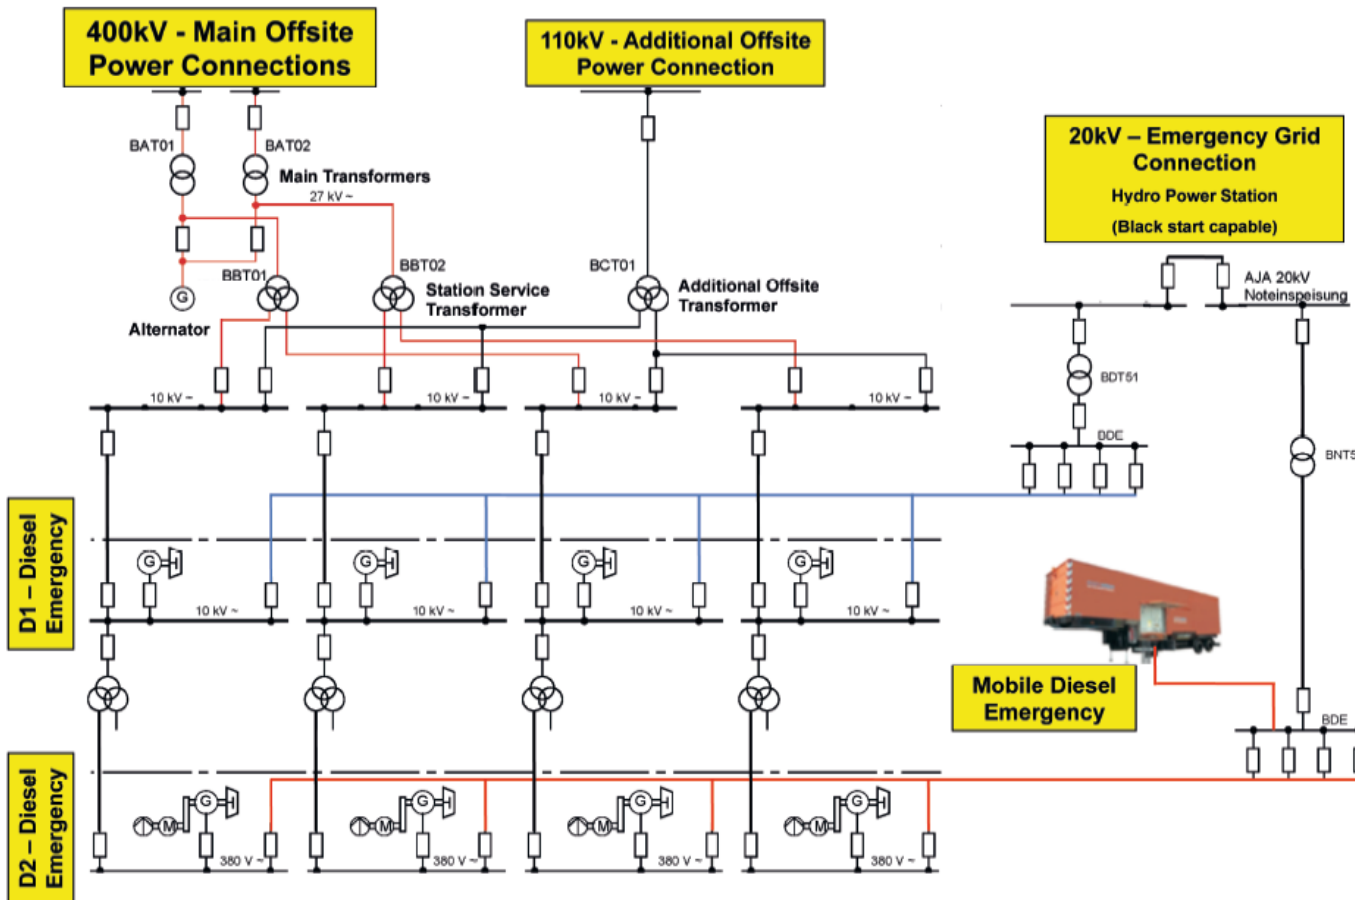 400kV - Main Offsite
Power Connections
110kV - Additional Offsite
Power Connection
20kV – Emergency Grid
Connection
Hydro Power Station
(Black start capable)
BAT01
BAT02
Main Transformers
27 kV ~
BBT01
BBT02
BCT01
Station Service
Transformer
Additional Offsite
Transformer
AJA 20kV
Noteinspeisung
G
Alternator
BDT51
10 kV ~
10 kV ~
10 kV ~
10 kV ~
BDE
BNT5
D1 – Diesel
Emergency
G
G
G
G
10 kV ~
10 kV ~
10 kV ~
10 kV ~
Mobile Diesel
Emergency
BDE
D2 – Diesel
Emergency
G
M
G
M
G
M
G
M
380 V ~
380 V ~
380 V ~
380 V ~